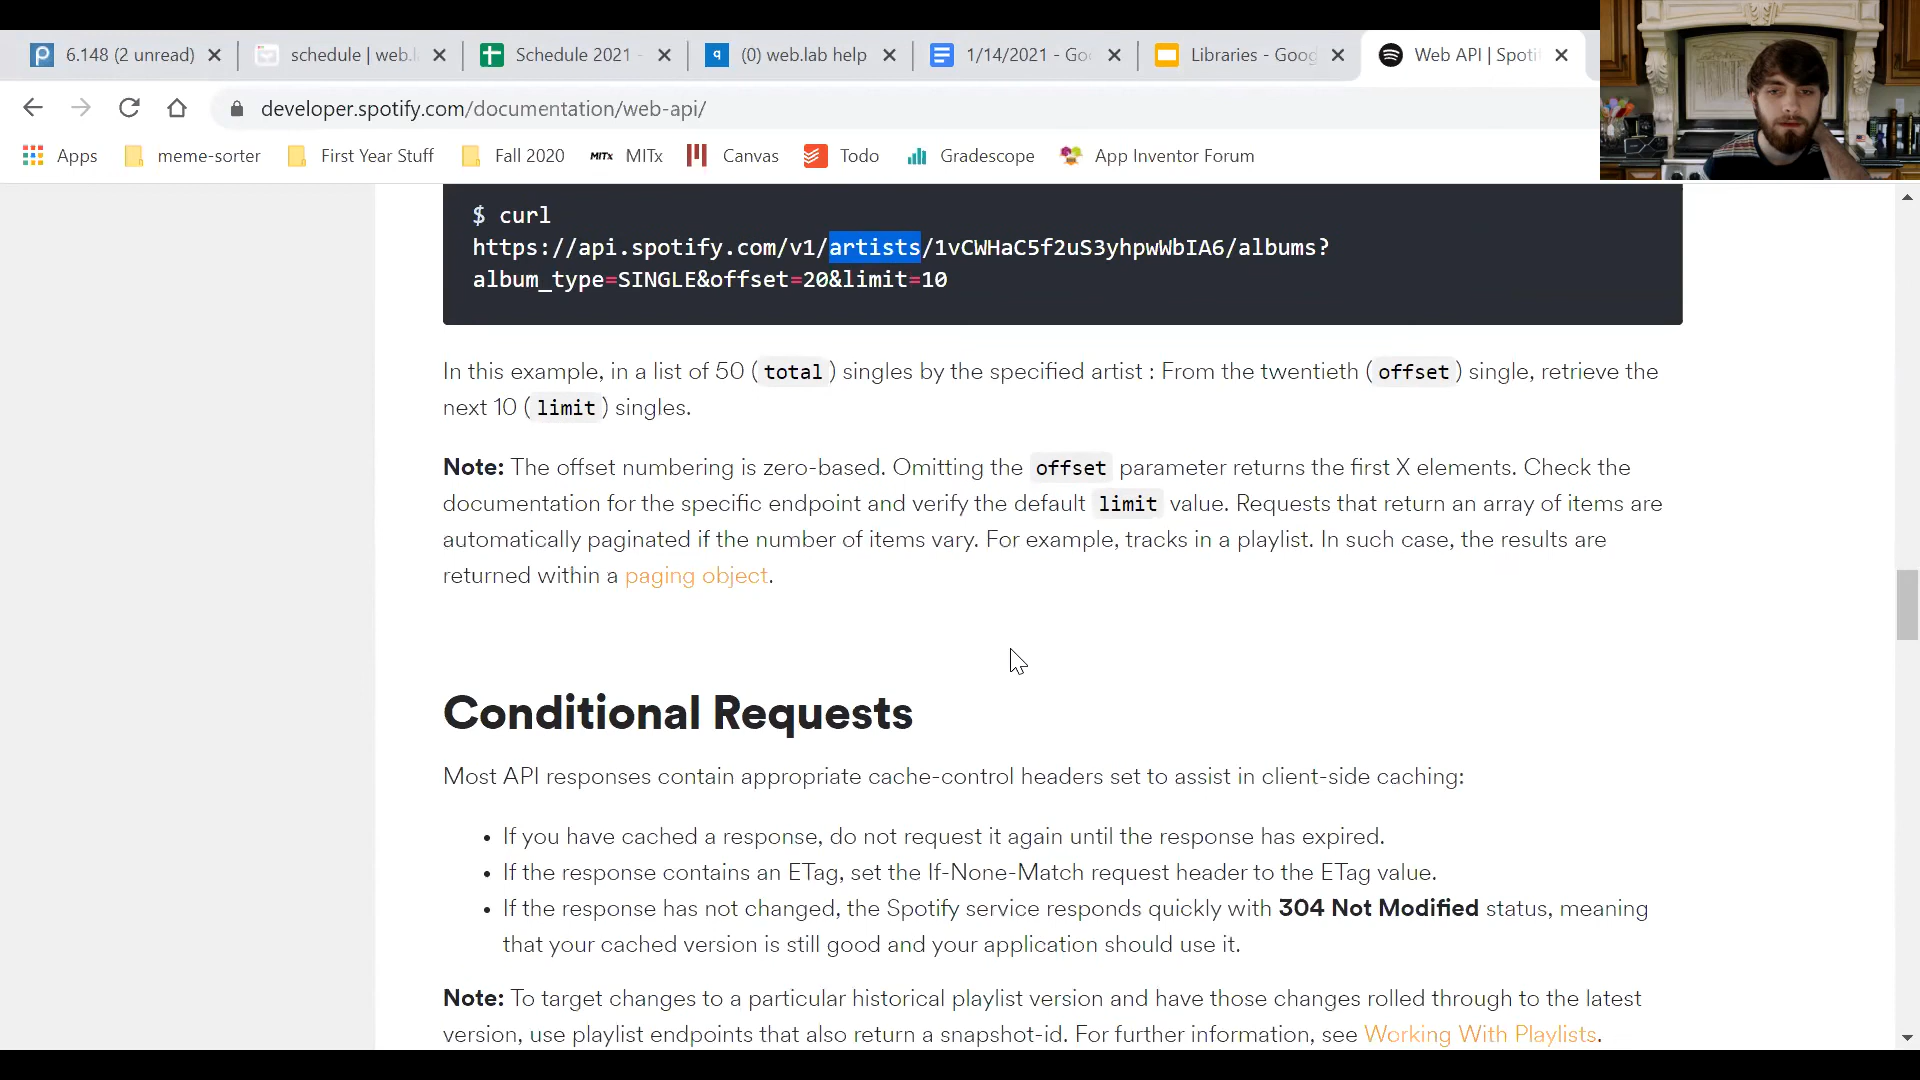 6.148 (2 unread)
schedule | web.l
Schedule 2021 -
(0) web.lab help
1/14/2021 - Go
Libraries - Goog
Web API | Spoti
developer.spotify.com/documentation/web-api/
Apps
meme-sorter
First Year Stuff
Fall 2020
MITx MITx
Canvas
Todo
Gradescope
App Inventor Forum
$ curl
https://api.spotify.com/v1/artists/1vCWHaC5f2uS3yhpwWbIA6/albums?
album_type=SINGLE&offset=20&limit=10
In this example, in a list of 50 ( total ) singles by the specified artist : From the twentieth ( offset ) single, retrieve the
next 10 ( limit ) singles.
Note: The offset numbering is zero-based. Omitting the offset parameter returns the first X elements. Check the
documentation for the specific endpoint and verify the default limit value. Requests that return an array of items are
automatically paginated if the number of items vary. For example, tracks in a playlist. In such case, the results are
returned within a paging object.
Conditional Requests
Most API responses contain appropriate cache-control headers set to assist in client-side caching:
• If you have cached a response, do not request it again until the response has expired.
• If the response contains an ETag, set the If-None-Match request header to the ETag value.
• If the response has not changed, the Spotify service responds quickly with 304 Not Modified status, meaning
that your cached version is still good and your application should use it.
Note: To target changes to a particular historical playlist version and have those changes rolled through to the latest
version, use playlist endpoints that also return a snapshot-id. For further information, see Working With Playlists.